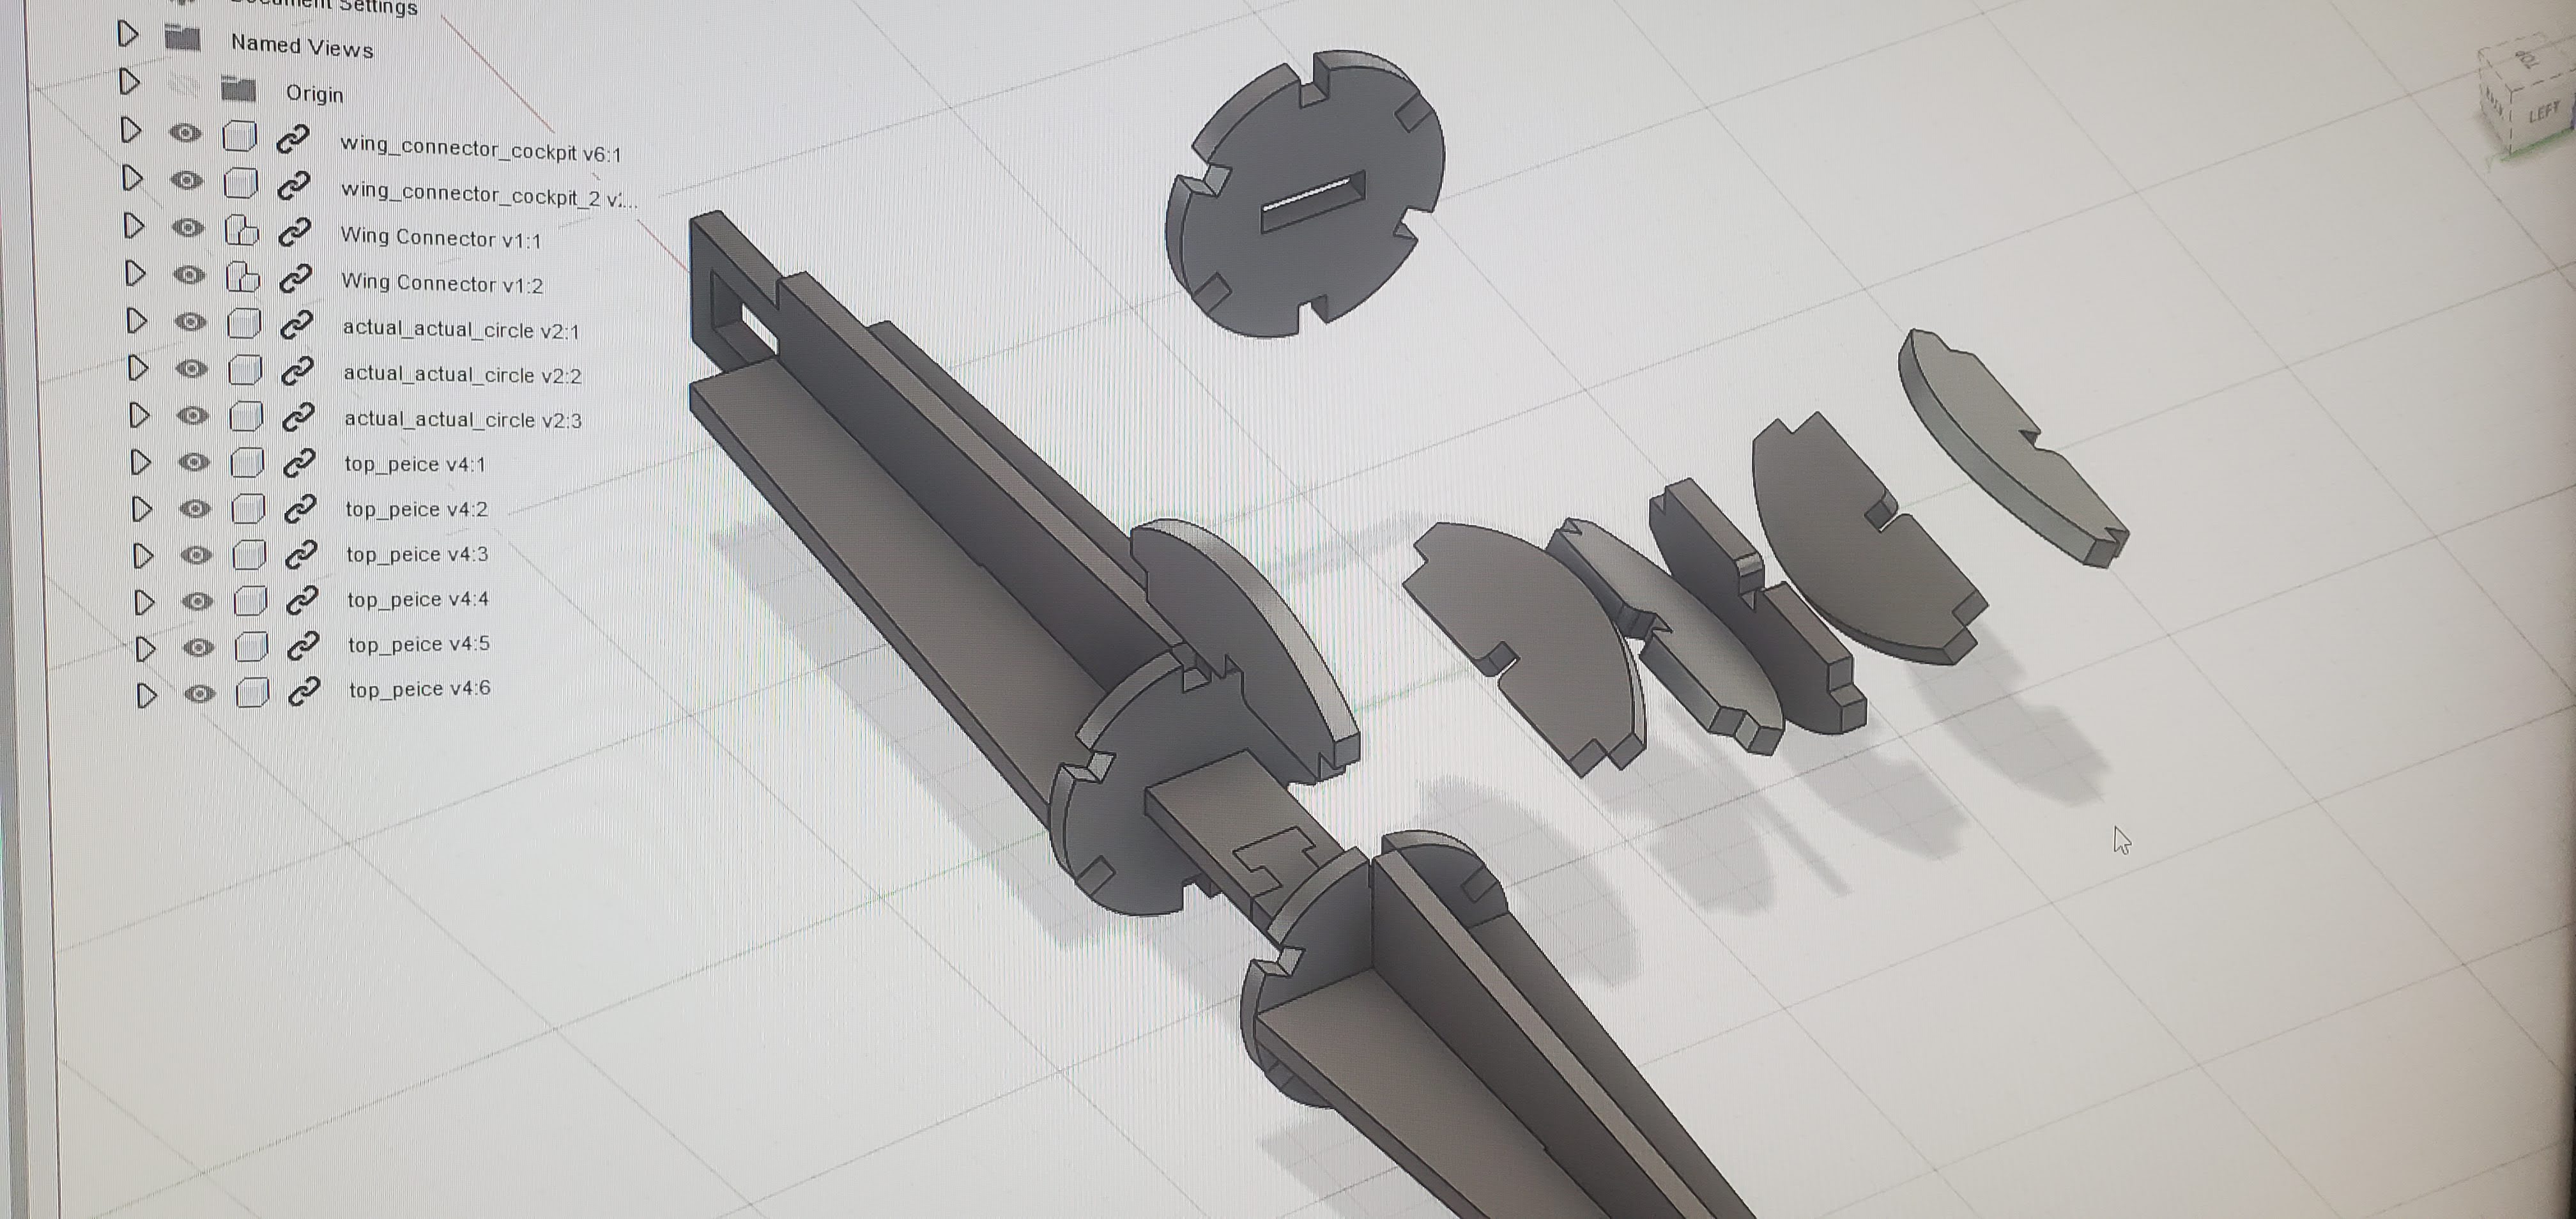 Document Settings
Named Views
Origin
wing_connector_cockpit v6:1
wing_connector_cockpit_2 v:...
Wing Connector v1:1
Wing Connector v1:2
actual_actual_circle v2:1
actual_actual_circle v2:2
actual_actual_circle v2:3
top_peice v4:1
top_peice v4:2
top_peice v4:3
top_peice v4:4
top_peice v4:5
top_peice v4:6
TOP
LEFT